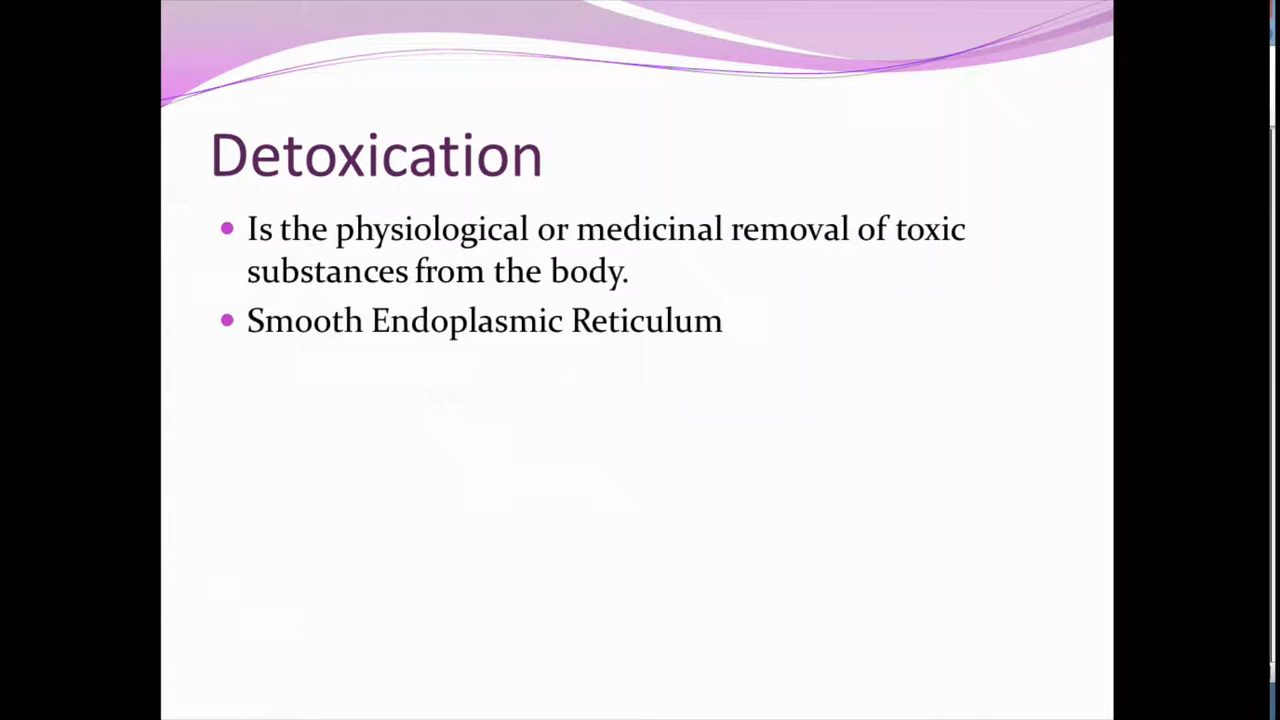 Detoxication
Is the physiological or medicinal removal of toxic
substances from the body.
Smooth Endoplasmic Reticulum